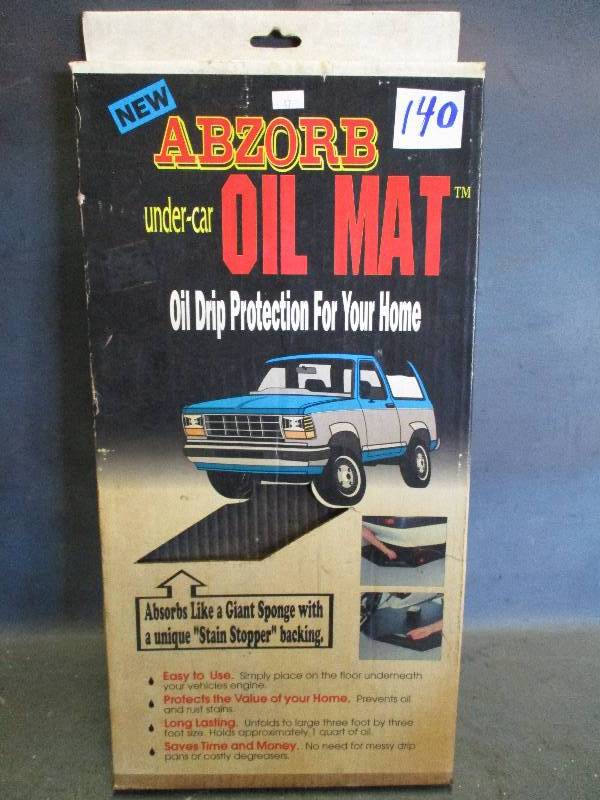 NEW
140
ABZORB
under-car OIL MAT™
Oil Drip Protection For Your Home
Absorbs Like a Giant Sponge with
a unique "Stain Stopper" backing.
Easy to Use. Simply place on the floor underneath
your vehicles engine.
Protects the Value of your Home. Prevents oil
and rust stains.
Long Lasting. Unfolds to large three foot by three
foot size. Holds approximately 1 quart of oil.
Saves Time and Money. No need for messy drip
pans or costly degreasers.